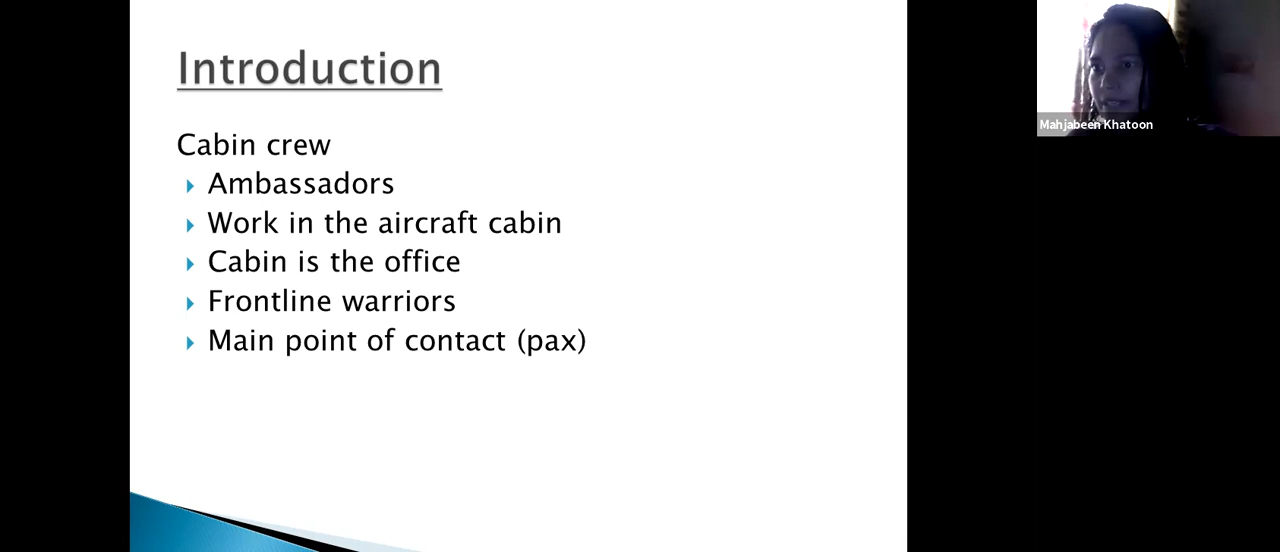 Introduction
Cabin crew
Ambassadors
Work in the aircraft cabin
Cabin is the office
Frontline warriors
Main point of contact (pax)
Mahjabeen Khatoon